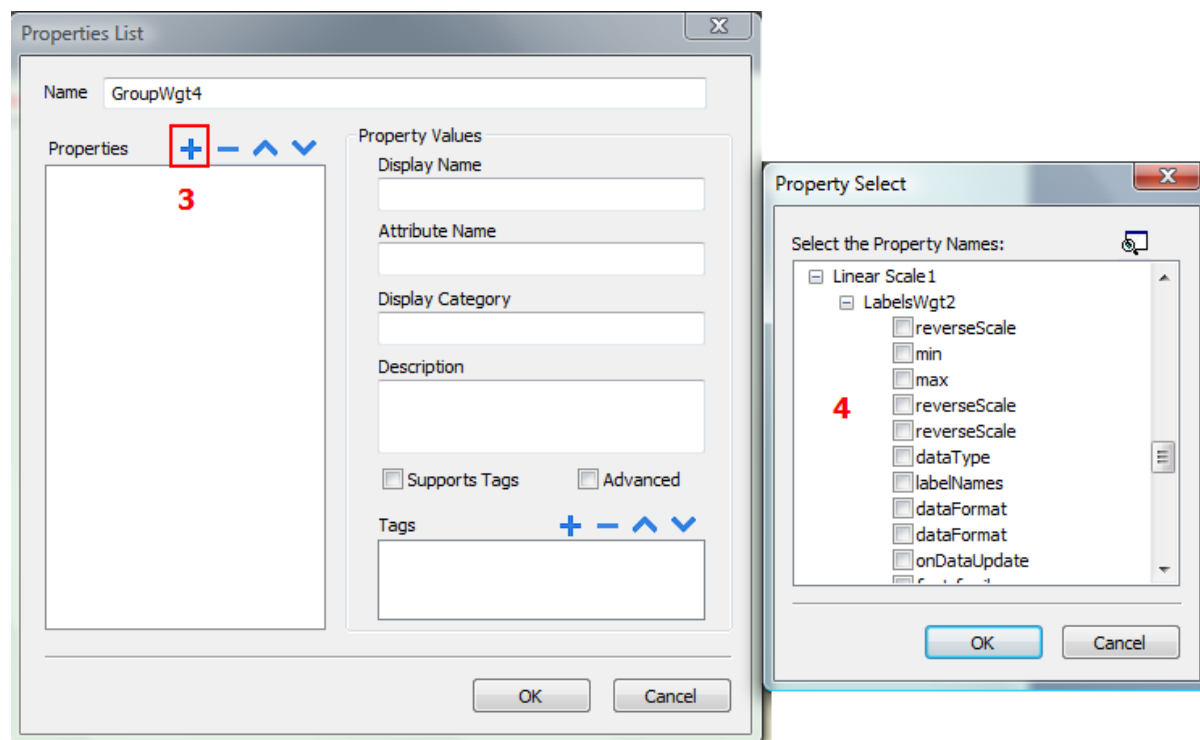 Properties List
Name GroupWgt4
Properties
3
Property Values
Display Name
Attribute Name
Display Category
Description
Supports Tags Advanced
Tags
OK Cancel
Property Select
Select the Property Names:
Linear Scale1
LabelsWgt2
reverseScale
min
max
4
reverseScale
reverseScale
dataType
labelNames
dataFormat
dataFormat
onDataUpdate
OK Cancel